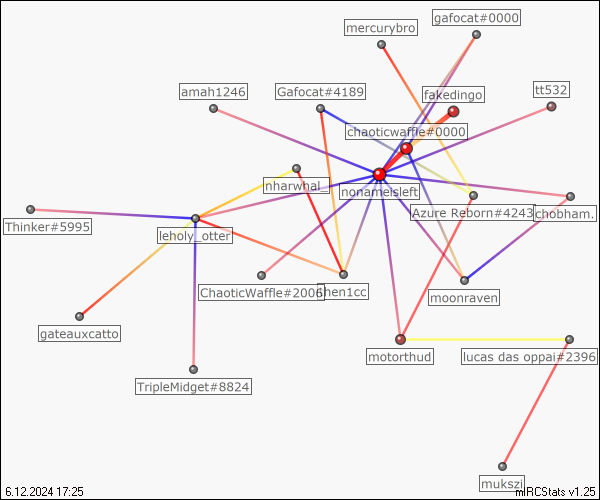 gafocat#0000
mercurybro
amah1246
Gafocat#4189
fakedingo
tt532
chaoticwaffle#0000
nharwhal_
nonameisleft
Azure Reborn#4243
chobham.
Thinker#5995
leholy_otter
ChaoticWaffle#2006
shen1cc
moonraven
gateauxcatto
motorthud
lucas das oppai#2396
TripleMidget#8824
mukszi
6.12.2024 17:25
mIRCStats v1.25